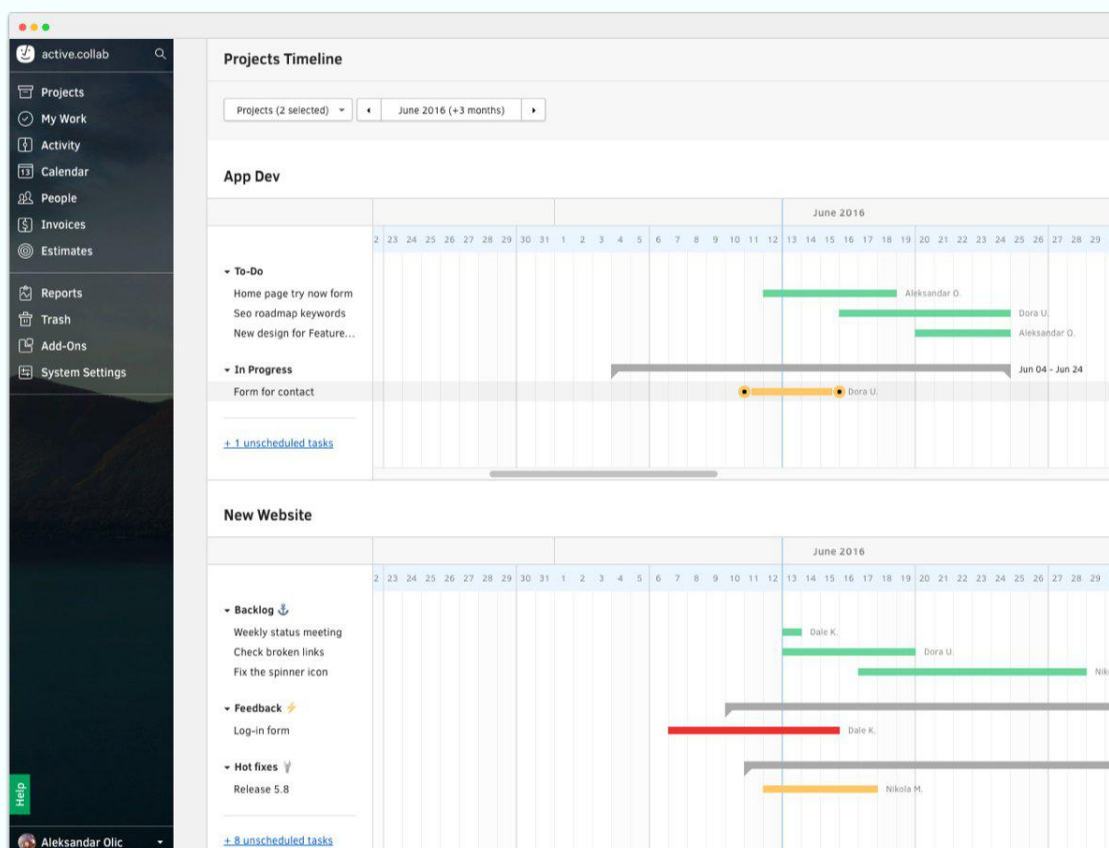 active.collab
Projects
My Work
Activity
13 Calendar
People
Invoices
Estimates
Reports
Trash
Add-Ons
System Settings
Help
Aleksandar Olic
Projects Timeline
Projects (2 selected)
June 2016 (+3 months)
App Dev
June 2016
2 23 24 25 26 27 28 29 30 31 1 2 3 4 5 6 7 8 9 10 11 12 13 14 15 16 17 18 19 20 21 22 23 24 25 26 27 28 29
To-Do
Home page try now form Aleksandar O.
Seo roadmap keywords Dora U.
New design for Feature... Aleksandar O.
In Progress Jun 04 - Jun 24
Form for contact Dora U.
+ 1 unscheduled tasks
New Website
June 2016
2 23 24 25 26 27 28 29 30 31 1 2 3 4 5 6 7 8 9 10 11 12 13 14 15 16 17 18 19 20 21 22 23 24 25 26 27 28 29
Backlog
Weekly status meeting Dale K.
Check broken links Dora U.
Fix the spinner icon
Feedback
Log-in form Dale K.
Hot fixes
Release 5.8 Nikola M.
+ 8 unscheduled tasks